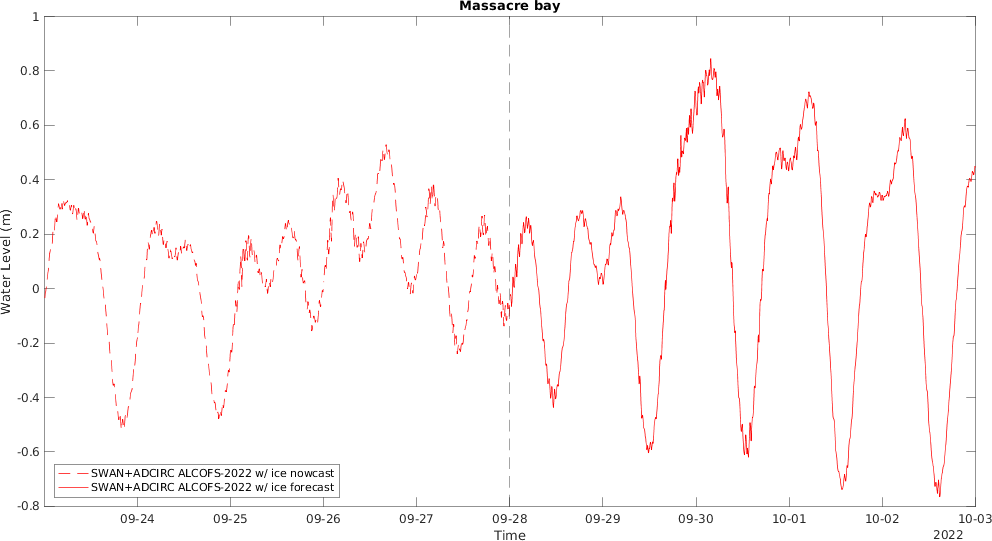 Massacre bay
1
0.8
0.6
0.4
0.2
0
-0.2
-0.4
-0.6
-0.8
Water Level (m)
SWAN+ADCIRC ALCOFS-2022 w/ ice nowcast
SWAN+ADCIRC ALCOFS-2022 w/ ice forecast
09-24 09-25 09-26 09-27 09-28 09-29 09-30 10-01 10-02 10-03
Time
2022